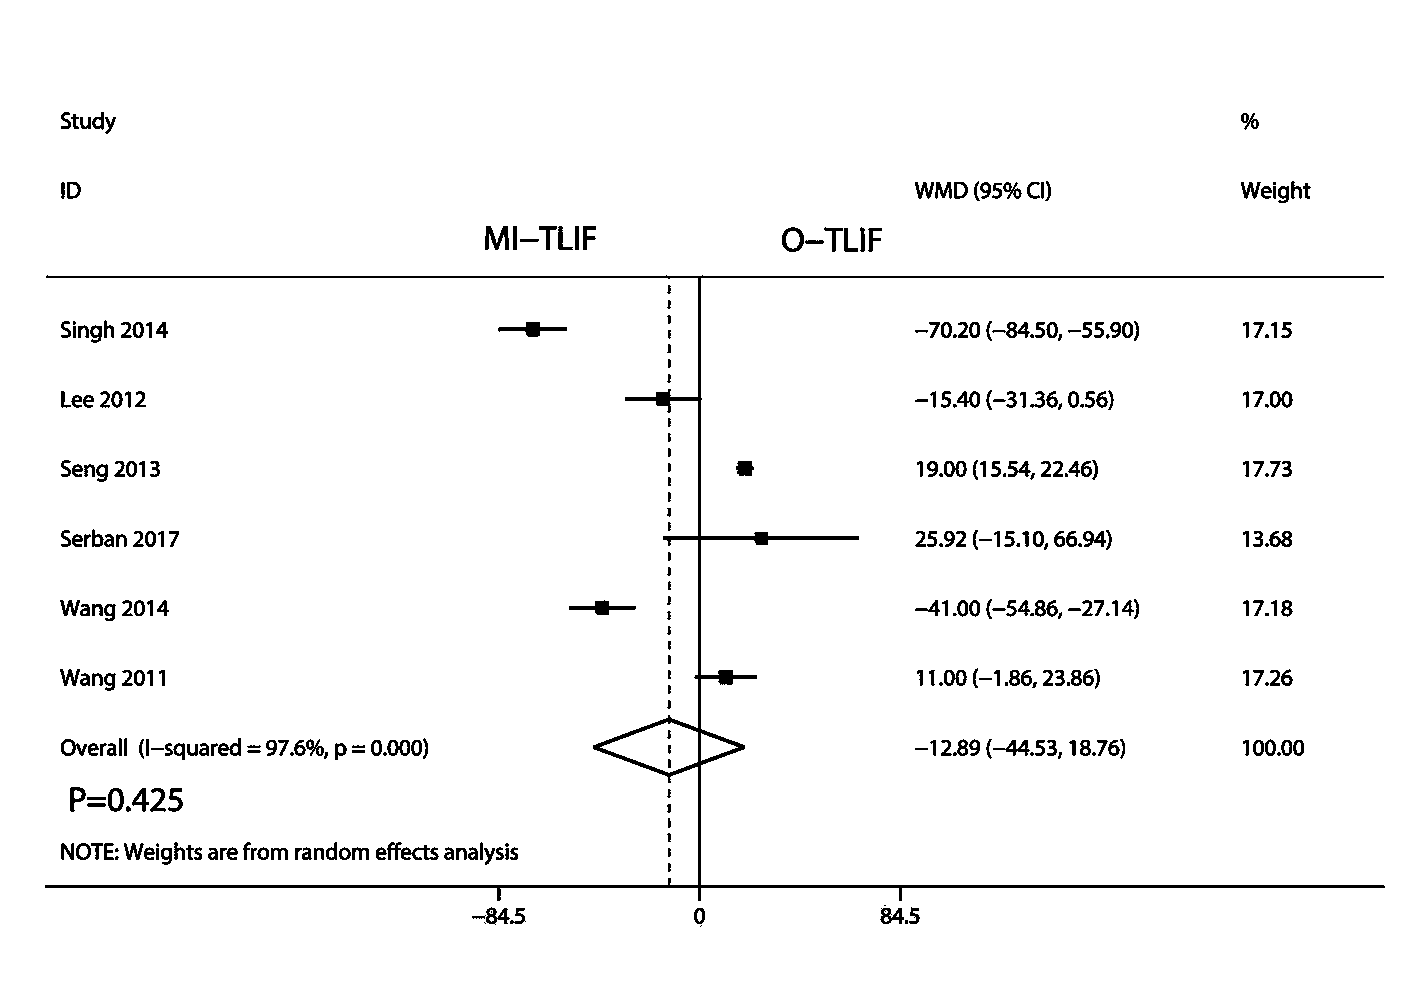 Study %
ID WMD (95% CI) Weight
MI−TLIF O−TLIF
Singh 2014 −70.20 (−84.50, −55.90) 17.15
Lee 2012 −15.40 (−31.36, 0.56) 17.00
Seng 2013 19.00 (15.54, 22.46) 17.73
Serban 2017 25.92 (−15.10, 66.94) 13.68
Wang 2014 −41.00 (−54.86, −27.14) 17.18
Wang 2011 11.00 (−1.86, 23.86) 17.26
Overall (I−squared = 97.6%, p = 0.000) −12.89 (−44.53, 18.76) 100.00
P=0.425
NOTE: Weights are from random effects analysis
−84.5 0 84.5